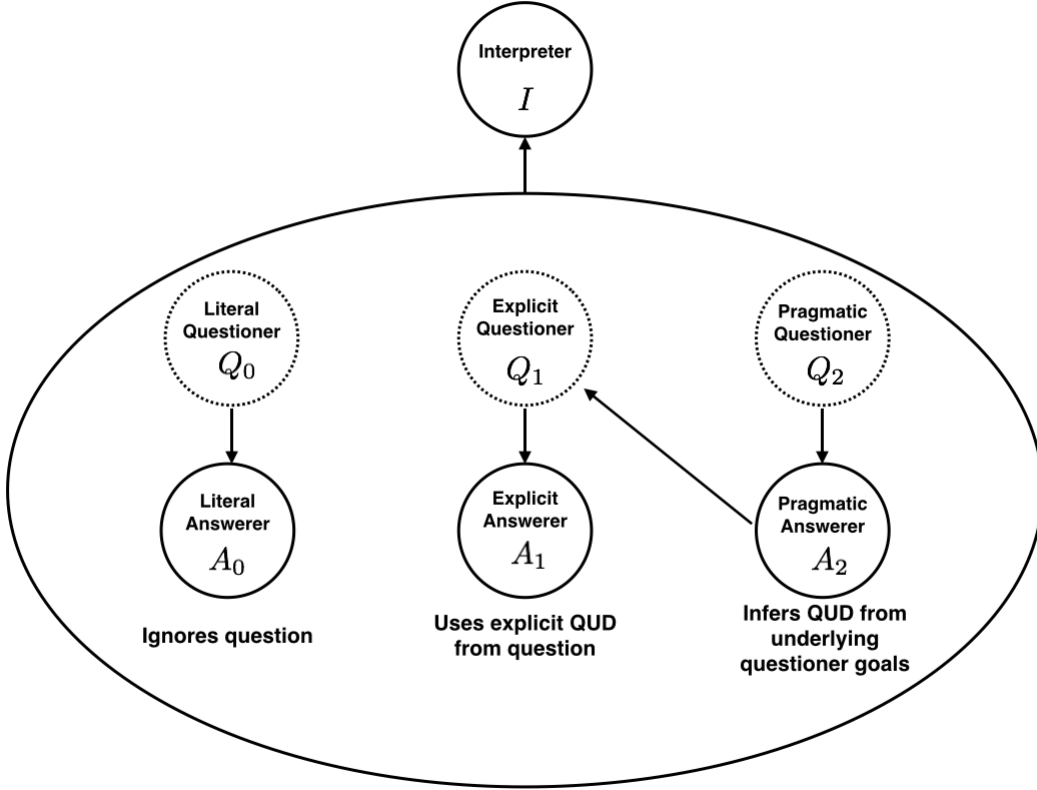 Interpreter
I
Literal
Questioner
Q₀
Explicit
Questioner
Q₁
Pragmatic
Questioner
Q₂
Literal
Answerer
A₀
Explicit
Answerer
A₁
Pragmatic
Answerer
A₂
Ignores question
Uses explicit QUD
from question
Infers QUD from
underlying
questioner goals